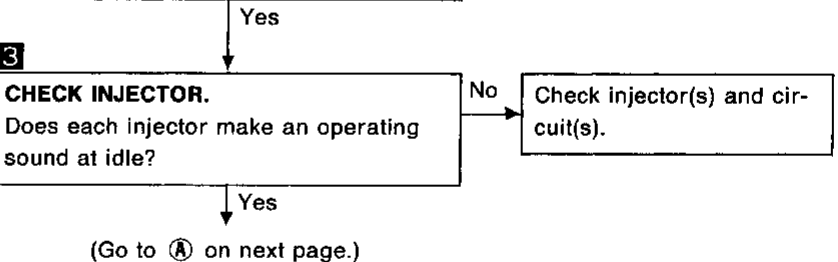 Yes
3
CHECK INJECTOR.
Does each injector make an operating
sound at idle?
No
Check injector(s) and cir-
cuit(s).
Yes
(Go to Ⓐ on next page.)